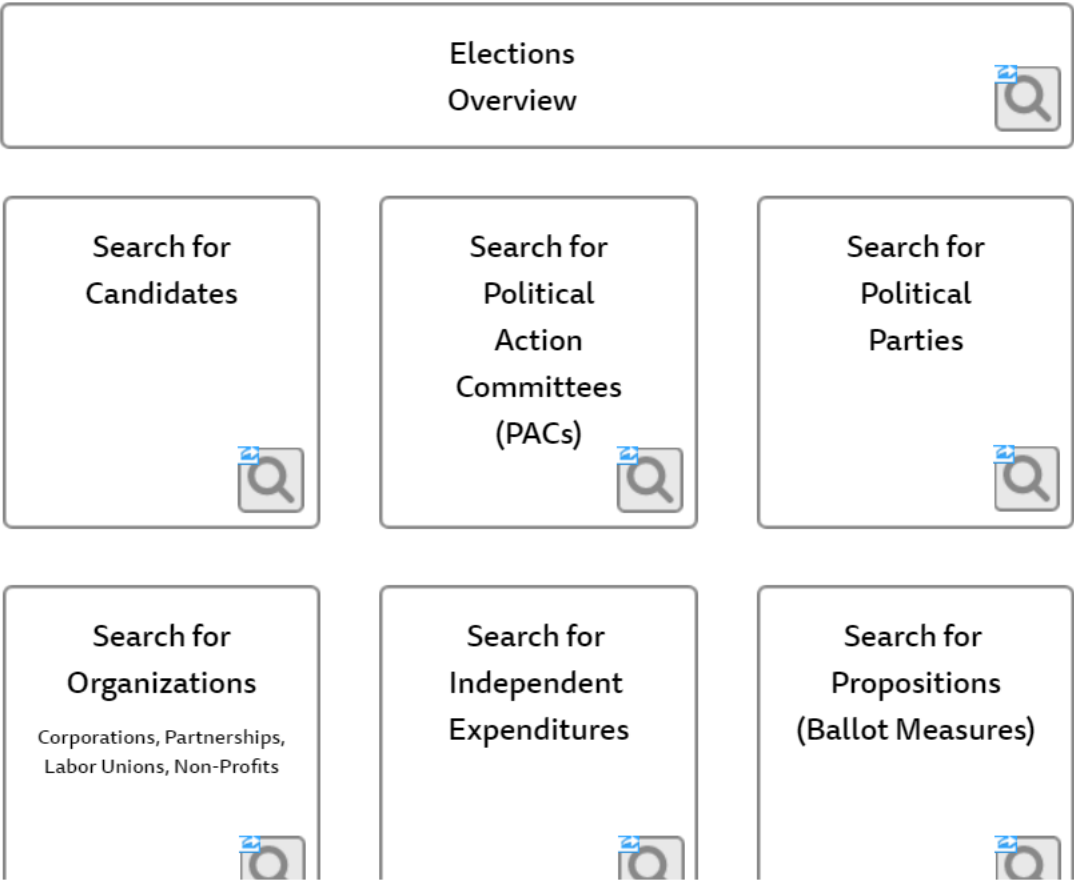 Elections
Overview
Search for
Candidates
Search for
Political
Action
Committees
(PACs)
Search for
Political
Parties
Search for
Organizations
Corporations, Partnerships,
Labor Unions, Non-Profits
Search for
Independent
Expenditures
Search for
Propositions
(Ballot Measures)